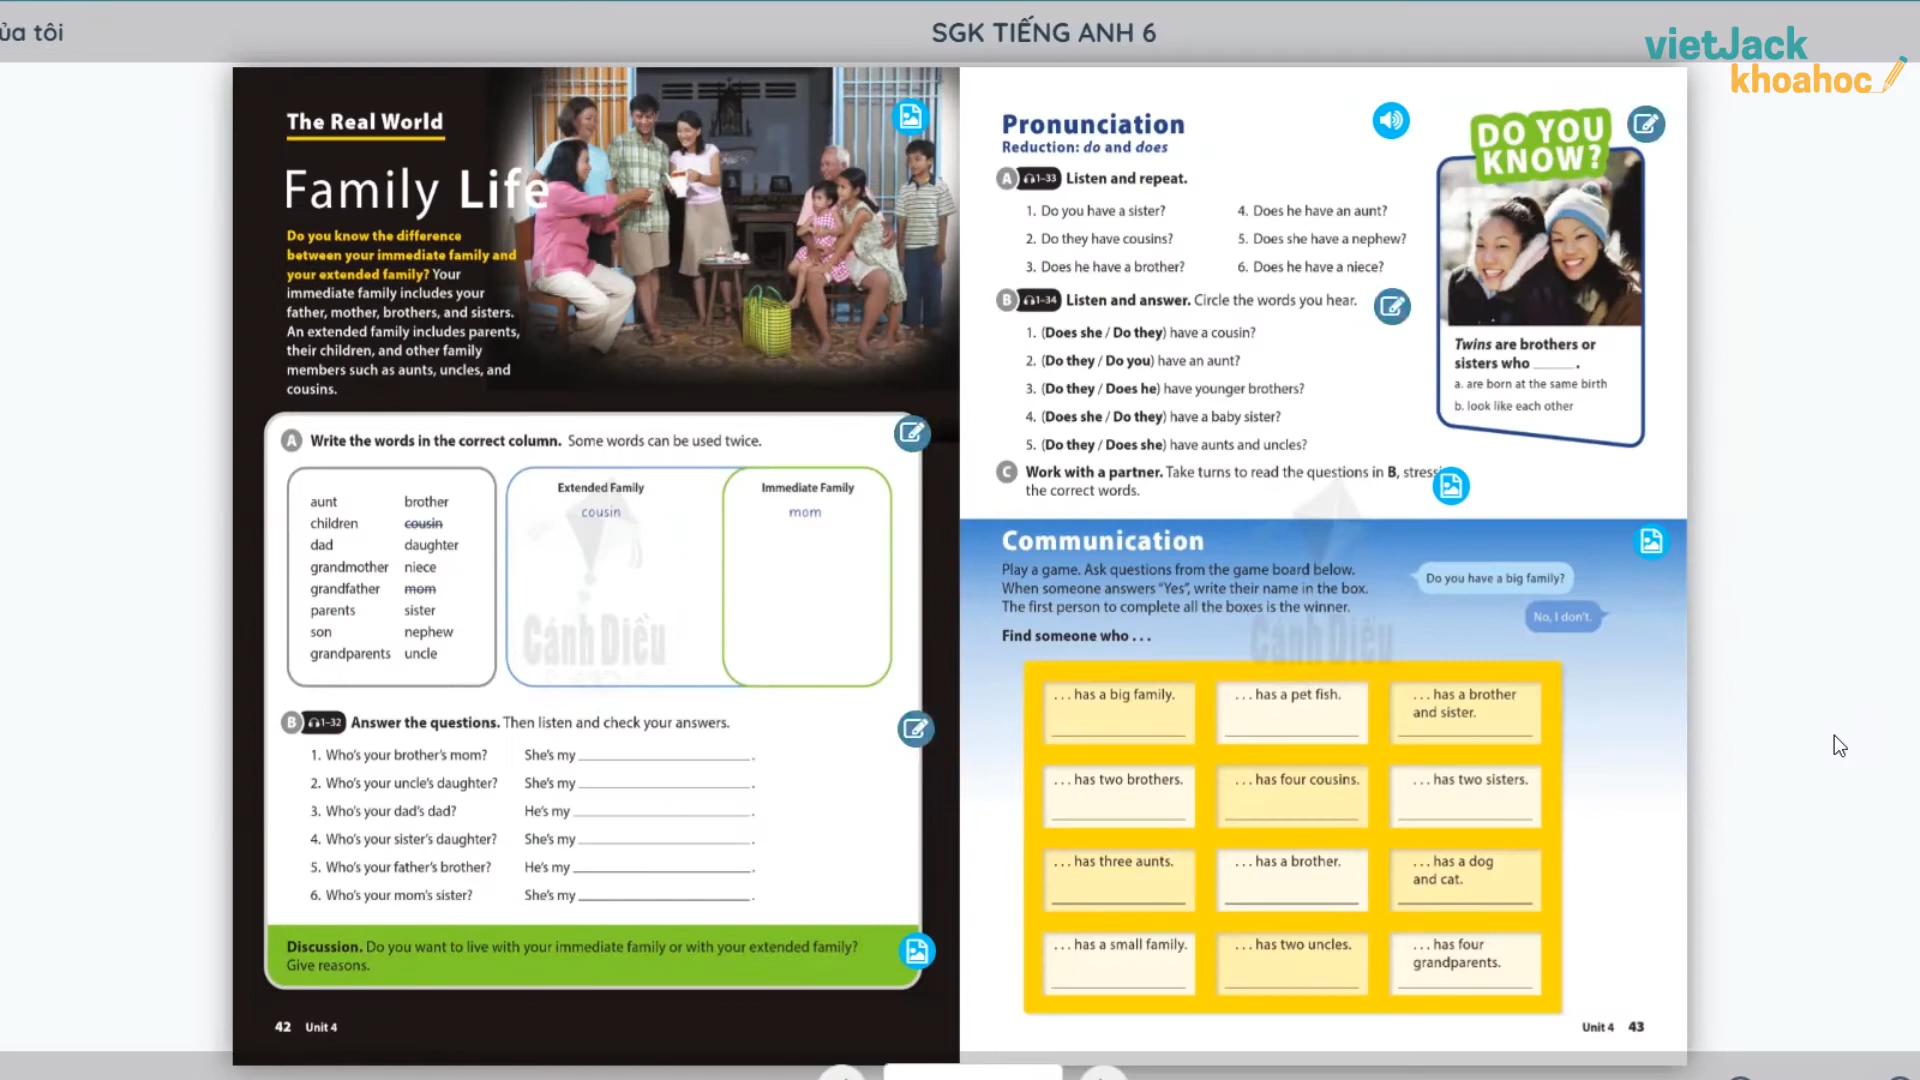 ủa tôi
SGK TIẾNG ANH 6
vietJack
khoahoc
The Real World
Family Life
Do you know the difference
between your immediate family and
your extended family? Your
immediate family includes your
father, mother, brothers, and sisters.
An extended family includes parents,
their children, and other family
members such as aunts, uncles, and
cousins.
A Write the words in the correct column. Some words can be used twice.
aunt brother
children cousin
dad daughter
grandmother niece
grandfather mom
parents sister
son nephew
grandparents uncle
Extended Family
cousin
Immediate Family
mom
Cánh Diều
B 1-32 Answer the questions. Then listen and check your answers.
1. Who's your brother's mom? She's my ______.
2. Who's your uncle's daughter? She's my ______.
3. Who's your dad's dad? He's my ______.
4. Who's your sister's daughter? She's my ______.
5. Who's your father's brother? He's my ______.
6. Who's your mom's sister? She's my ______.
Discussion. Do you want to live with your immediate family or with your extended family?
Give reasons.
42 Unit 4
Pronunciation
Reduction: do and does
A 1-33 Listen and repeat.
1. Do you have a sister? 4. Does he have an aunt?
2. Do they have cousins? 5. Does she have a nephew?
3. Does he have a brother? 6. Does he have a niece?
B 1-34 Listen and answer. Circle the words you hear.
1. (Does she / Do they) have a cousin?
2. (Do they / Do you) have an aunt?
3. (Do they / Does he) have younger brothers?
4. (Does she / Do they) have a baby sister?
5. (Do they / Does she) have aunts and uncles?
C Work with a partner. Take turns to read the questions in B, stressi
the correct words.
DO YOU
KNOW?
Twins are brothers or
sisters who ______.
a. are born at the same birth
b. look like each other
Communication
Play a game. Ask questions from the game board below.
When someone answers "Yes", write their name in the box.
The first person to complete all the boxes is the winner.
Find someone who . . .
Do you have a big family?
No, I don't.
Cánh Diều
. . . has a big family.
. . . has a pet fish.
. . . has a brother
and sister.
. . . has two brothers.
. . . has four cousins.
. . . has two sisters.
. . . has three aunts.
. . . has a brother.
. . . has a dog
and cat.
. . . has a small family.
. . . has two uncles.
. . . has four
grandparents.
Unit 4 43